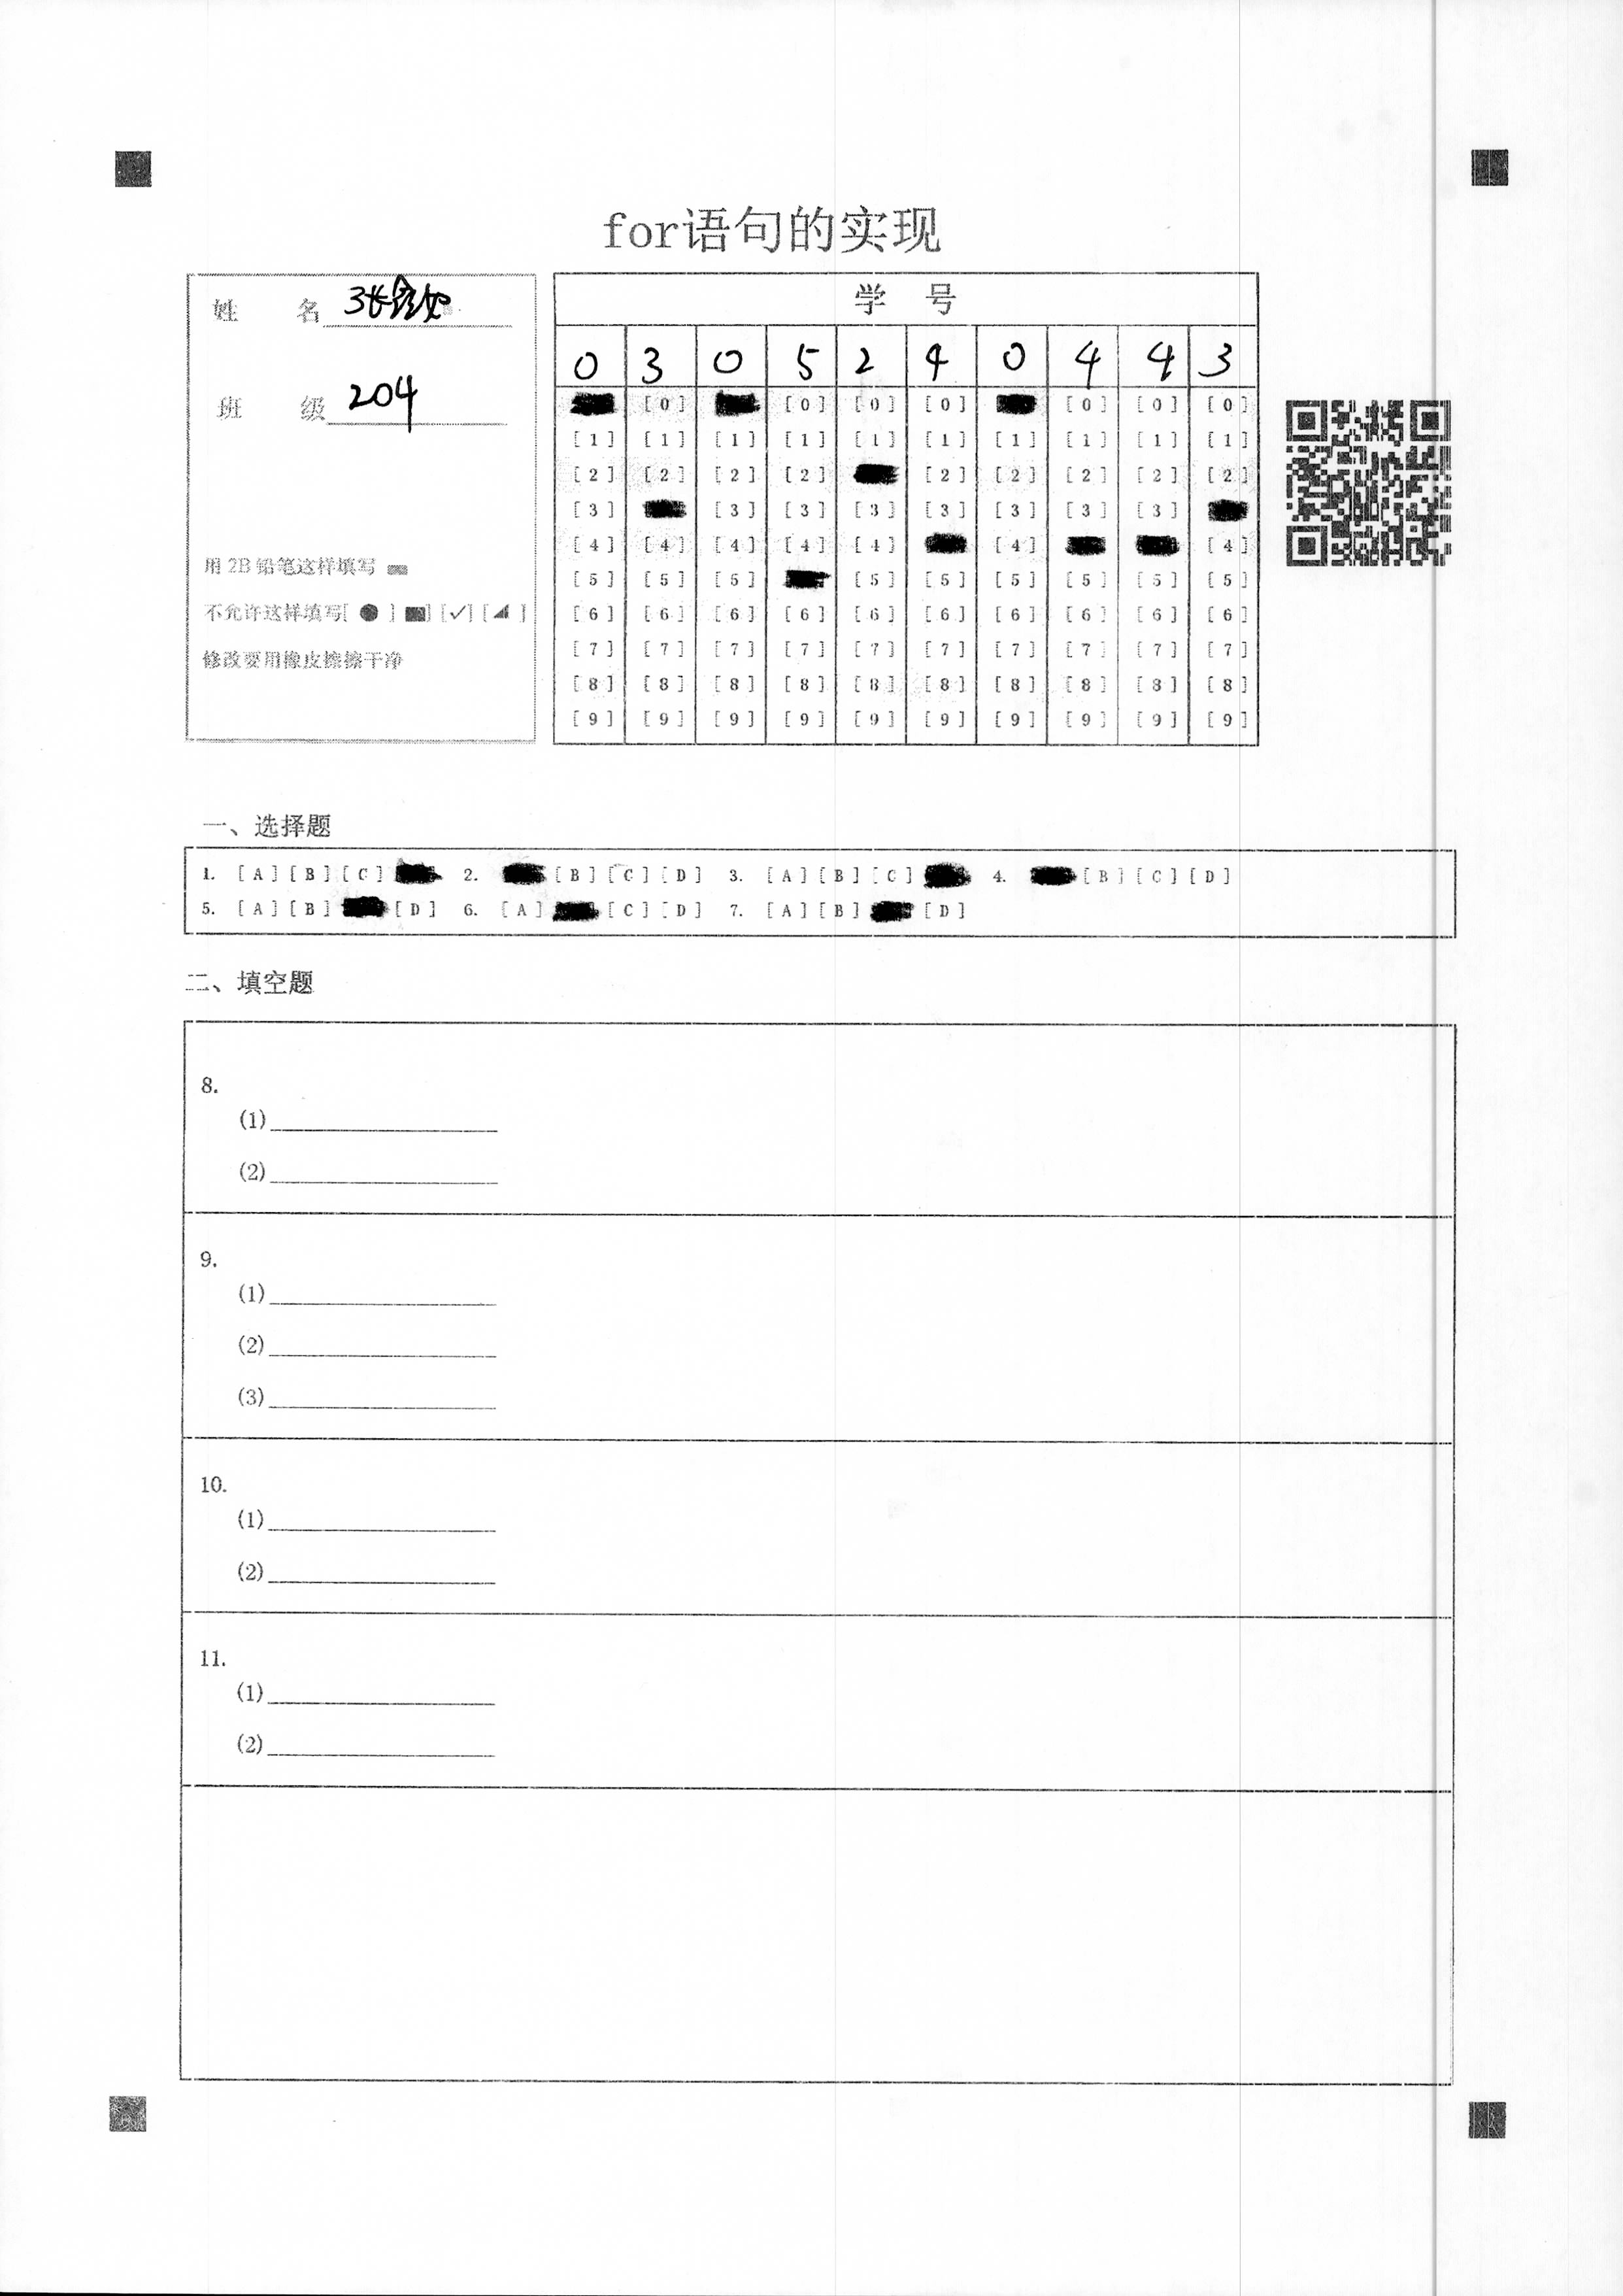 for语句的实现
姓 名 张
班 级 204
用 2B 铅笔这样填写
不允许这样填写[ ● ] [■] [✓] [◢ ]
修改要用橡皮擦擦干净
学 号
0 3 0 5 2 4 0 4 4 3
[0] [0] [0] [0] [0] [0] [0]
[1] [1] [1] [1] [1] [1] [1] [1] [1] [1]
[2] [2] [2] [2] [2] [2] [2] [2] [2]
[3] [3] [3] [3] [3] [3] [3] [3]
[4] [4] [4] [4] [4] [4] [4]
[5] [5] [5] [5] [5] [5] [5] [5] [5]
[6] [6] [6] [6] [6] [6] [6] [6] [6] [6]
[7] [7] [7] [7] [7] [7] [7] [7] [7] [7]
[8] [8] [8] [8] [8] [8] [8] [8] [8] [8]
[9] [9] [9] [9] [9] [9] [9] [9] [9] [9]
一、选择题
1. [A] [B] [C] 2. [B] [C] [D] 3. [A] [B] [C] 4. [B] [C] [D]
5. [A] [B] [D] 6. [A] [C] [D] 7. [A] [B] [D]
二、填空题
8.
(1)
(2)
9.
(1)
(2)
(3)
10.
(1)
(2)
11.
(1)
(2)